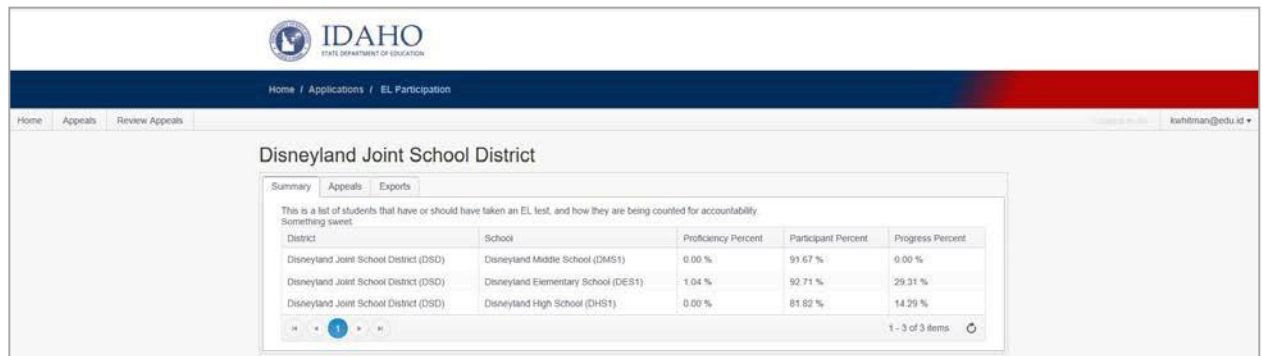 IDAHO
STATE DEPARTMENT OF EDUCATION
Home / Applications / EL Participation
Home Appeals Review Appeals kwhitman@edu.id
Disneyland Joint School District
Summary Appeals Exports
This is a list of students that have or should have taken an EL test, and how they are being counted for accountability.
Something sweet.
District School Proficiency Percent Participant Percent Progress Percent
Disneyland Joint School District (DSD) Disneyland Middle School (DMS1) 0.00 % 91.67 % 0.00 %
Disneyland Joint School District (DSD) Disneyland Elementary School (DES1) 1.04 % 92.71 % 29.31 %
Disneyland Joint School District (DSD) Disneyland High School (DHS1) 0.00 % 81.82 % 14.29 %
1 1 - 3 of 3 items